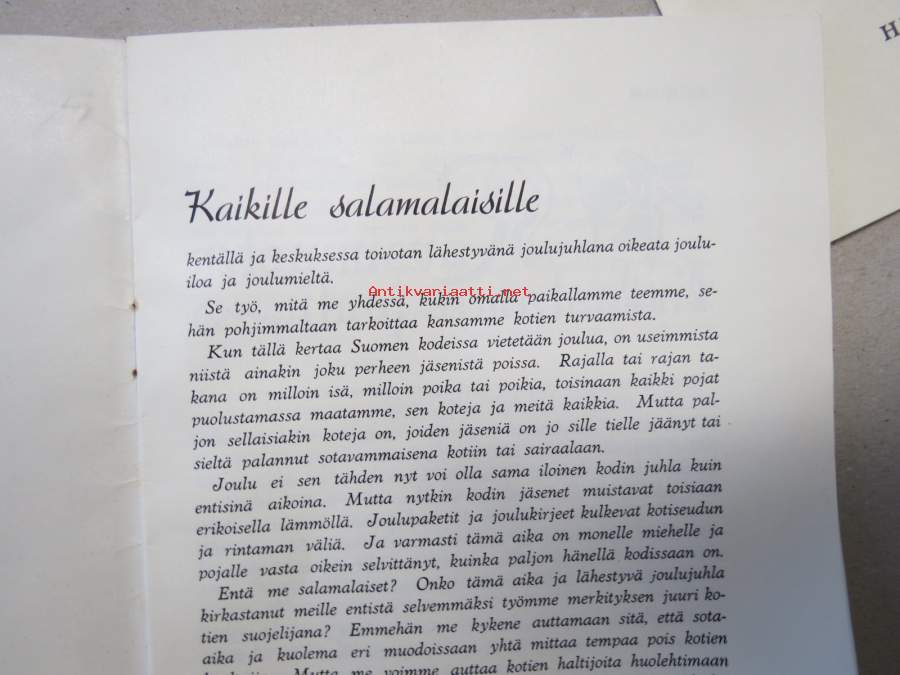 H
Kaikille salamalaisille
kentällä ja keskuksessa toivotan lähestyvänä joulujuhlana oikeata joulu-
iloa ja joulumieltä.
Antikvariaatti.net
Se työ, mitä me yhdessä, kukin omalla paikallamme teemme, se-
hän pohjimmaltaan tarkoittaa kansamme kotien turvaamista.
Kun tällä kertaa Suomen kodeissa vietetään joulua, on useimmista
niistä ainakin joku perheen jäsenistä poissa. Rajalla tai rajan ta-
kana on milloin isä, milloin poika tai poikia, toisinaan kaikki pojat
puolustamassa maatamme, sen koteja ja meitä kaikkia. Mutta pal-
jon sellaisiakin koteja on, joiden jäseniä on jo sille tielle jäänyt tai
sieltä palannut sotavammaisena kotiin tai sairaalaan.
Joulu ei sen tähden nyt voi olla sama iloinen kodin juhla kuin
entisinä aikoina. Mutta nytkin kodin jäsenet muistavat toisiaan
erikoisella lämmöllä. Joulupaketit ja joulukirjeet kulkevat kotiseudun
ja rintaman väliä. Ja varmasti tämä aika on monelle miehelle ja
pojalle vasta oikein selvittänyt, kuinka paljon hänellä kodissaan on.
Entä me salamalaiset? Onko tämä aika ja lähestyvä joulujuhla
kirkastanut meille entistä selvemmäksi työmme merkityksen juuri ko-
tien suojelijana? Emmehän me kykene auttamaan sitä, että sota-
aika ja kuolema eri muodoissaan yhtä mittaa tempaa pois kotien
Mutta me voimme auttaa kotien haltijoita huolehtimaan